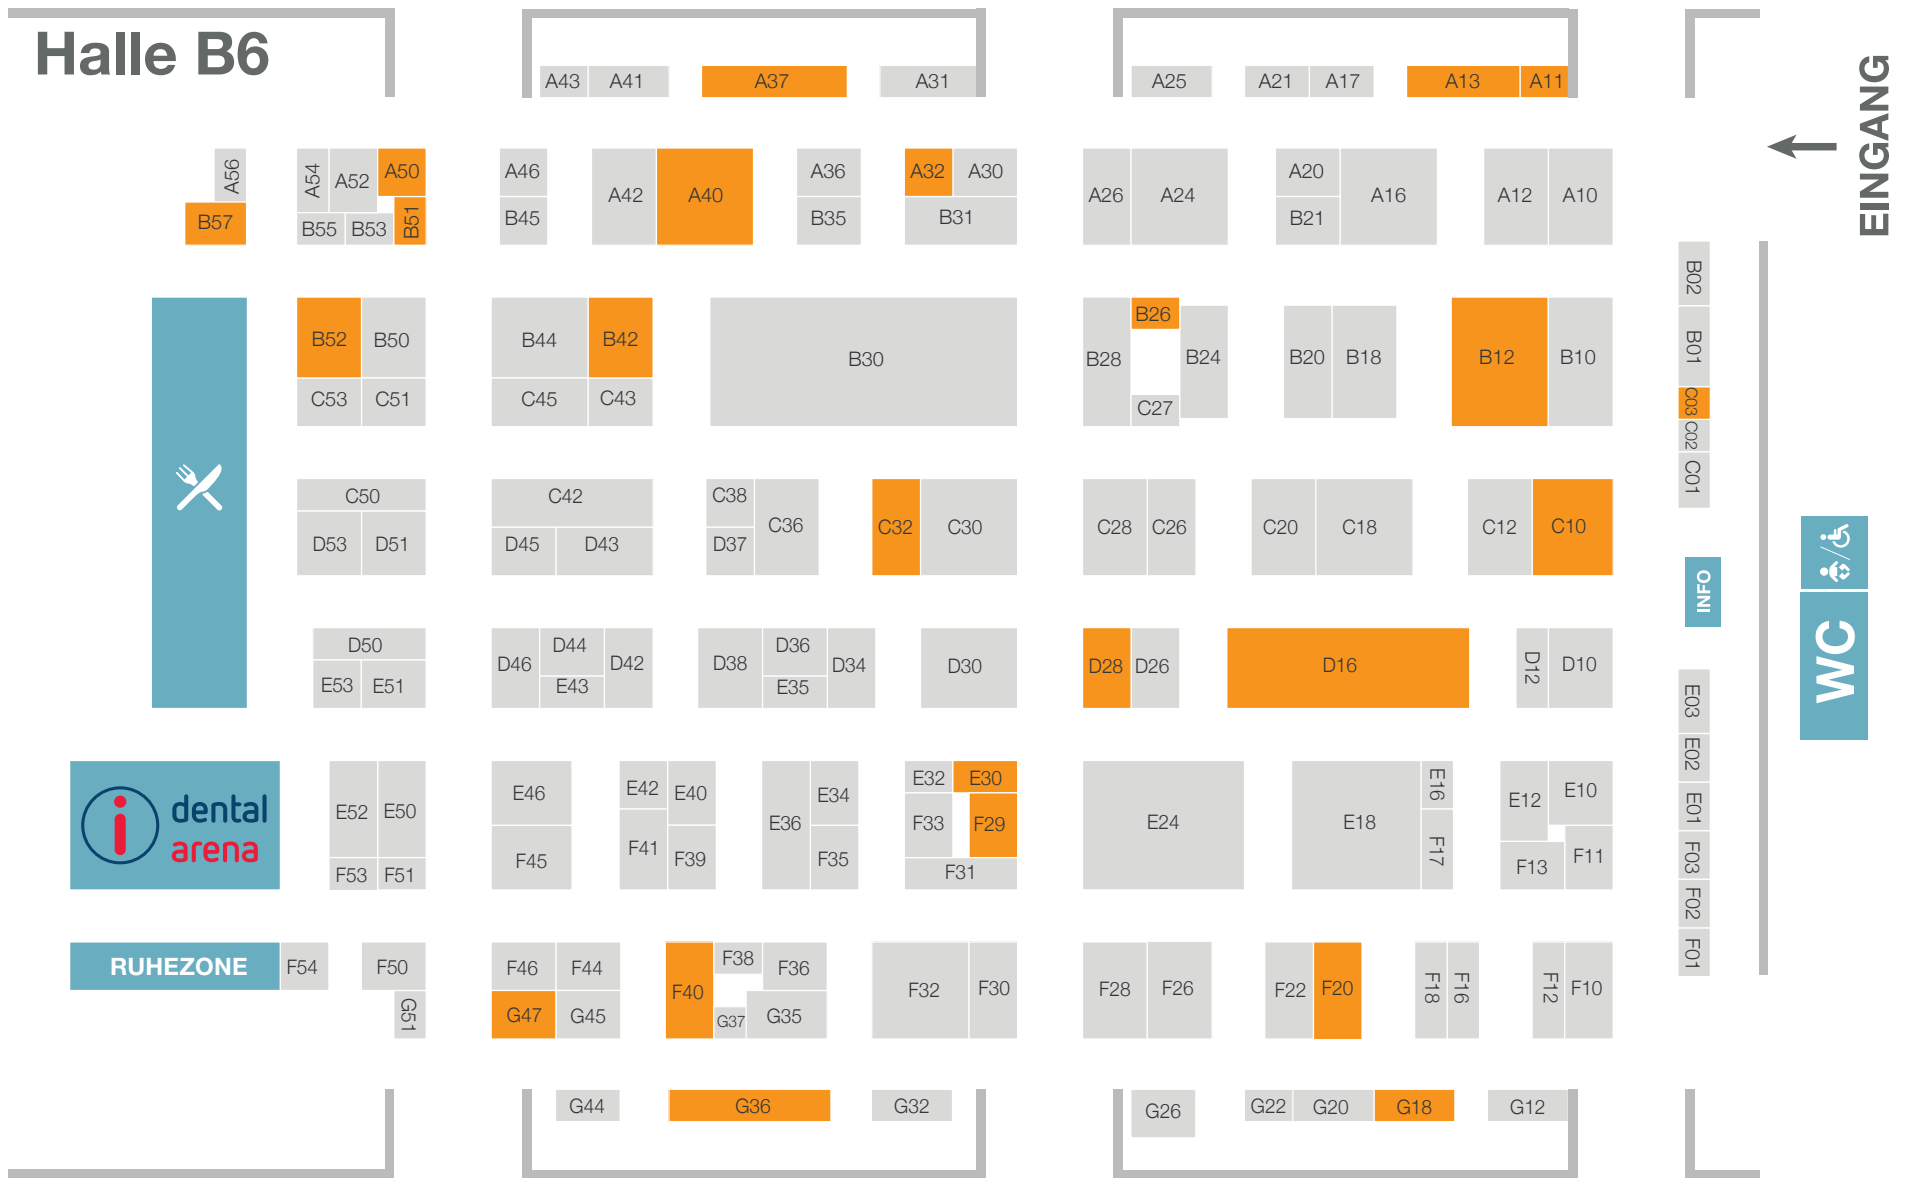 Halle B6
EINGANG
A43 A41 A37 A31 A25 A21 A17 A13 A11
A56 A54 A52 A50 A46 A42 A40 A36 A32 A30 A26 A24 A20 A16 A12 A10
B57 B55 B53 B51 B45 B35 B31 B21
B02
B01
C03
C02
C01
B52 B50 B44 B42 B30 B28 B26 B24 B20 B18 B12 B10
C53 C51 C45 C43 C27
C50 C42 C38 C36 C32 C30 C28 C26 C20 C18 C12 C10
D53 D51 D45 D43 D37
INFO
WC
D50 D46 D44 D42 D38 D36 D34 D30 D28 D26 D16 D12 D10
E53 E51 E43 E35
E03
E02
E01
F03
F02
F01
dental
arena
E52 E50 E46 E42 E40 E36 E34 E32 E30 E24 E18 E16 E12 E10
F53 F51 F45 F41 F39 F35 F33 F29 F31 F17 F13 F11
RUHEZONE
F54 F50 F46 F44 F40 F38 F36 F32 F30 F28 F26 F22 F20 F18 F16 F12 F10
G51 G47 G45 G37 G35
G44 G36 G32 G26 G22 G20 G18 G12